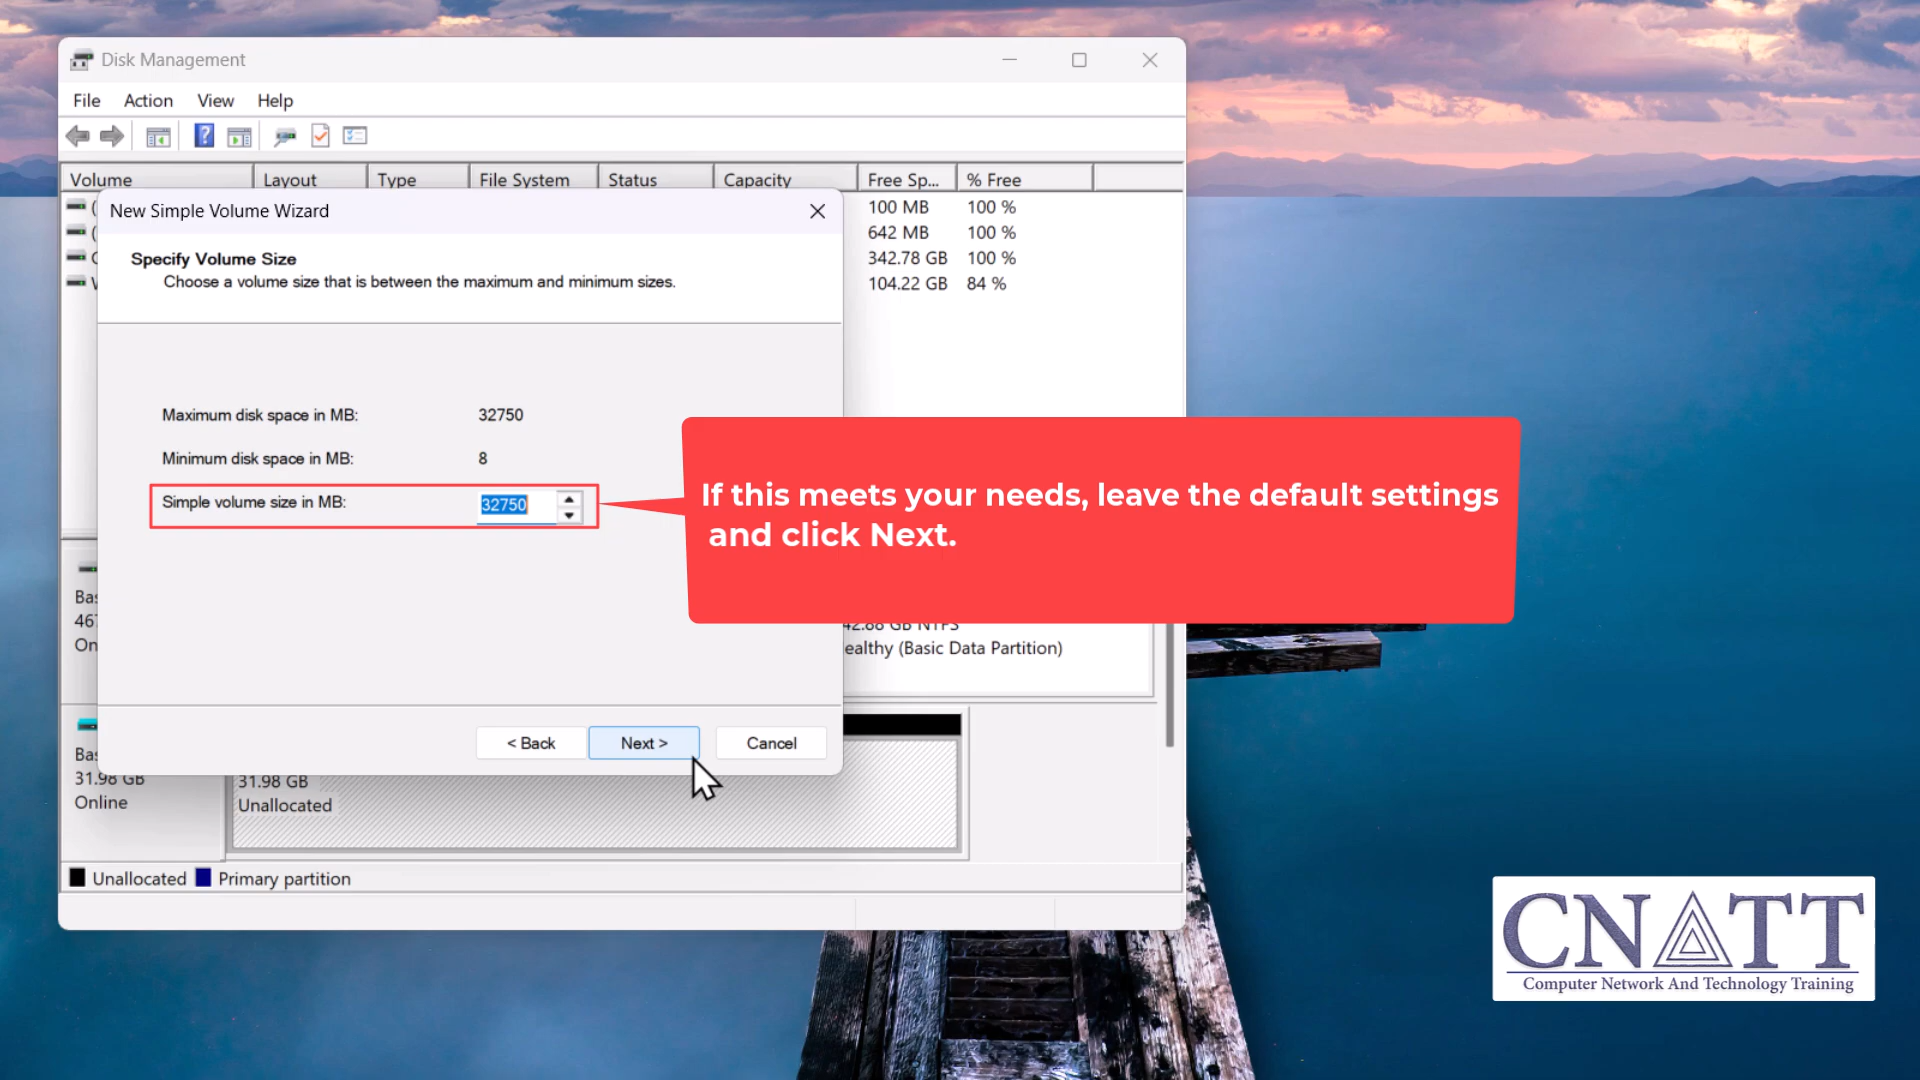 Disk Management
File Action View Help
Volume Layout Type File System Status Capacity Free Sp... % Free
100 MB 100 %
642 MB 100 %
342.78 GB 100 %
104.22 GB 84 %
New Simple Volume Wizard
Specify Volume Size
Choose a volume size that is between the maximum and minimum sizes.
Maximum disk space in MB: 32750
Minimum disk space in MB: 8
Simple volume size in MB: 32750
If this meets your needs, leave the default settings
and click Next.
ealthy (Basic Data Partition)
< Back Next > Cancel
31.98 GB
Online
31.98 GB
Unallocated
Unallocated Primary partition
CNATT
Computer Network And Technology Training